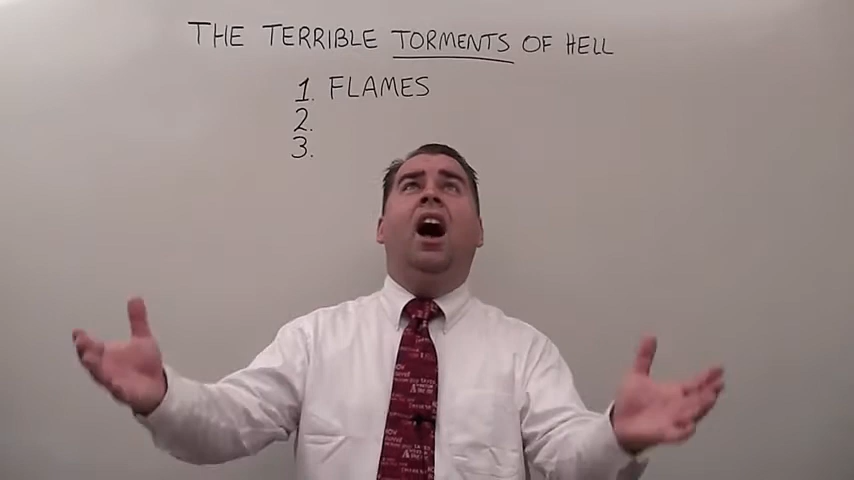 THE TERRIBLE TORMENTS OF HELL
1. FLAMES
2.
3.